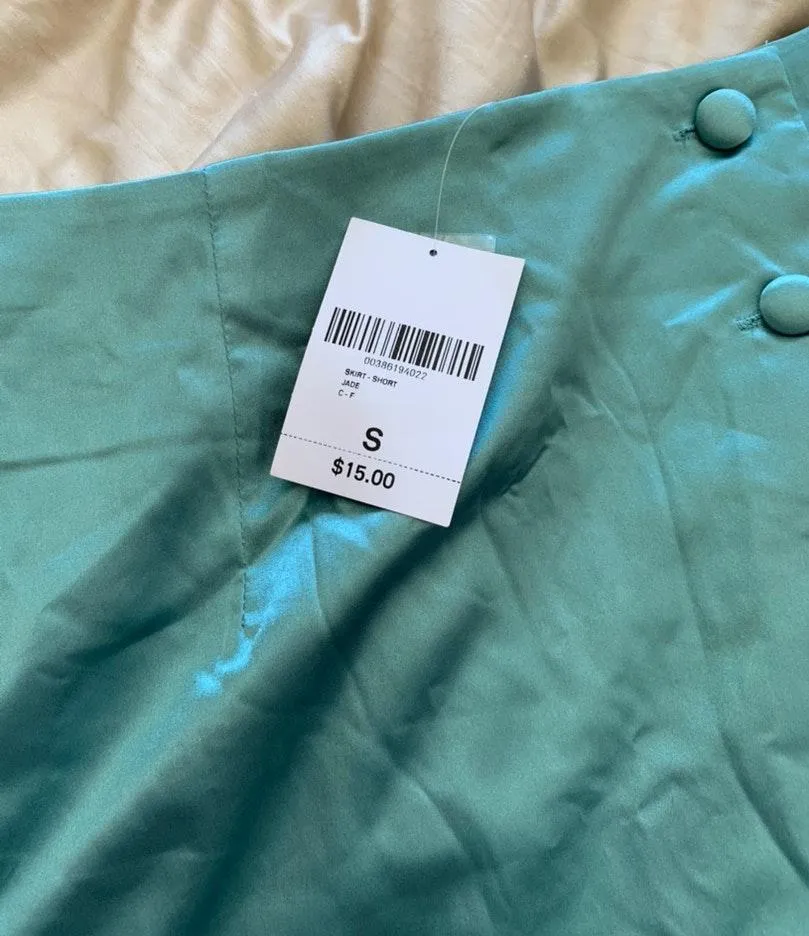 00386194022
SKIRT - SHORT
JADE
C - F
S
$15.00